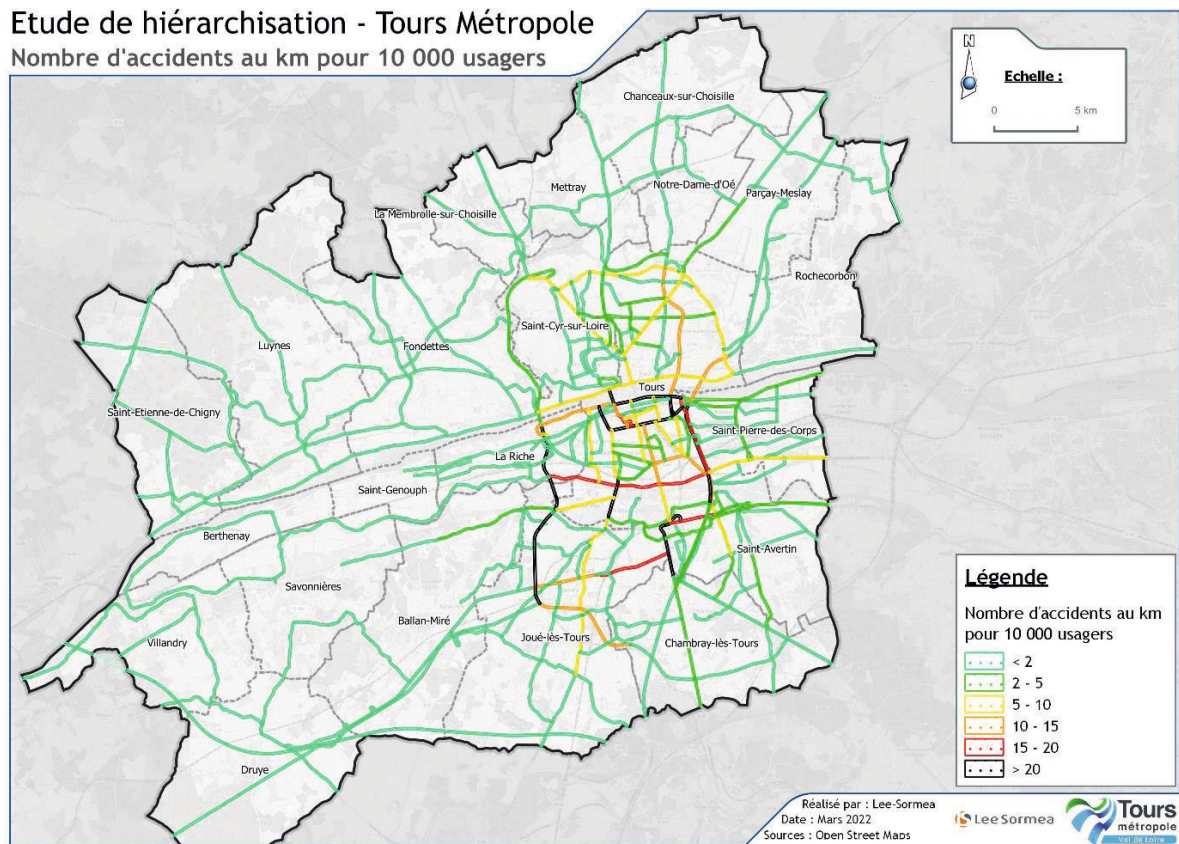 Etude de hiérarchisation - Tours Métropole
Nombre d'accidents au km pour 10 000 usagers
N
Echelle :
0 5 km
Chanceaux-sur-Choisille
Mettray
Notre-Dame-d'Oé
Parçay-Meslay
La Membrolle-sur-Choisille
Rochecorbon
Saint-Cyr-sur-Loire
Luynes
Fondettes
Tours
Saint-Etienne-de-Chigny
Saint-Pierre-des-Corps
La Riche
Saint-Genouph
Berthenay
Saint-Avertin
Savonnières
Ballan-Miré
Villandry
Joué-lès-Tours
Chambray-lès-Tours
Druye
Légende
Nombre d'accidents au km
pour 10 000 usagers
< 2
2 - 5
5 - 10
10 - 15
15 - 20
> 20
Réalisé par : Lee-Sormea
Date : Mars 2022
Sources : Open Street Maps
Lee Sormea
Tours
métropole
Val de Loire